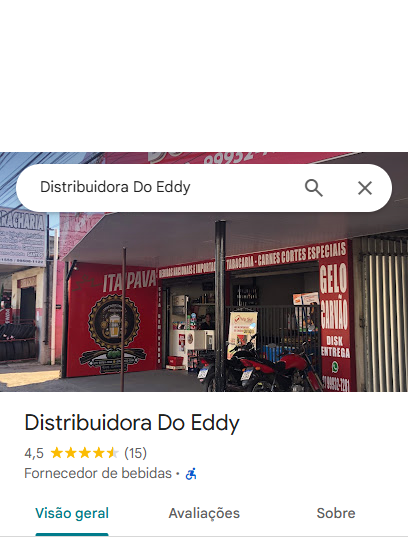 Distribuidora Do Eddy
RACHARIA
ITAIPAVA
BEBIDAS NACIONAIS E IMPORTADAS
TABACARIA - CARNES CORTES ESPECIAIS
GELO
CARVÃO
DISK
ENTREGA
Distribuidora Do Eddy
4,5 (15)
Fornecedor de bebidas ·
Visão geral
Avaliações
Sobre